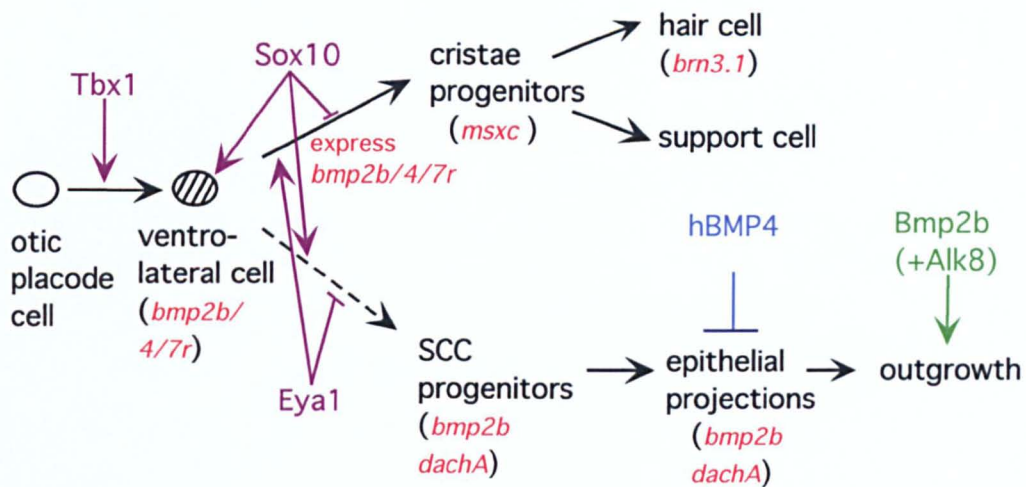 Tbx1
Sox10
cristae
progenitors
(msxc)
hair cell
(brn3.1)
support cell
express
bmp2b/4/7r
otic
placode
cell
ventro-
lateral cell
(bmp2b/
4/7r)
Eya1
SCC
progenitors
(bmp2b
dachA)
hBMP4
epithelial
projections
(bmp2b
dachA)
Bmp2b
(+Alk8)
outgrowth